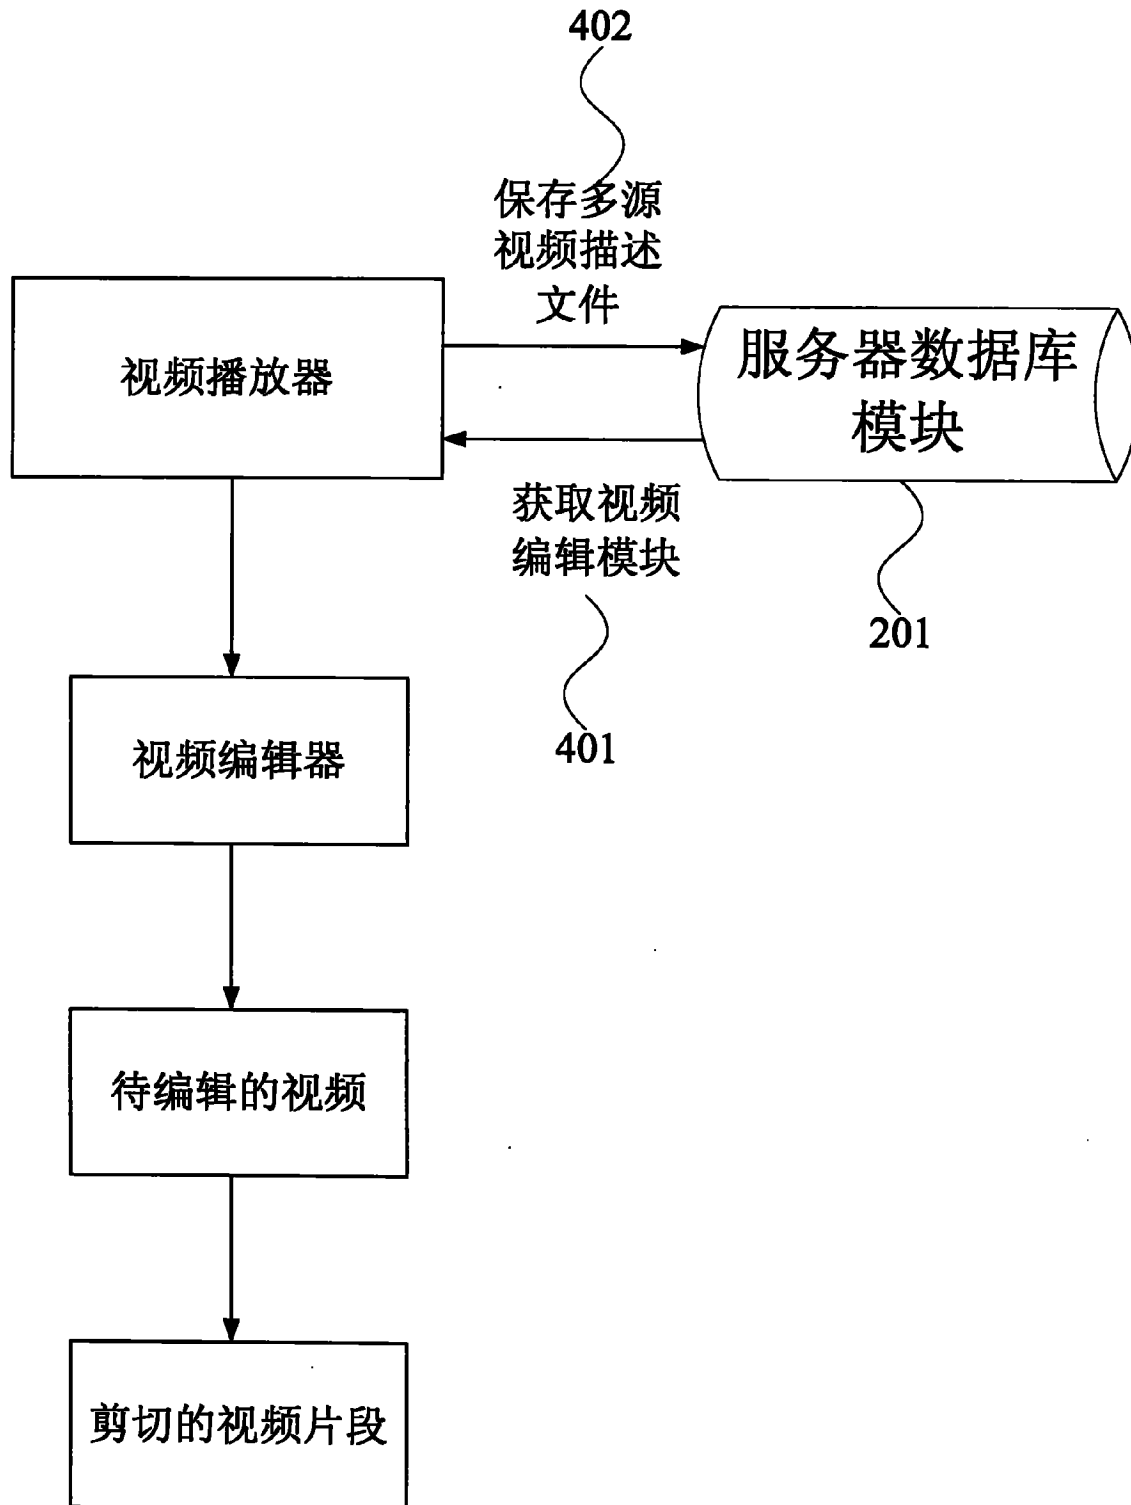 402
保存多源
视频描述
文件
视频播放器
服务器数据库
模块
获取视频
编辑模块
201
401
视频编辑器
待编辑的视频
剪切的视频片段